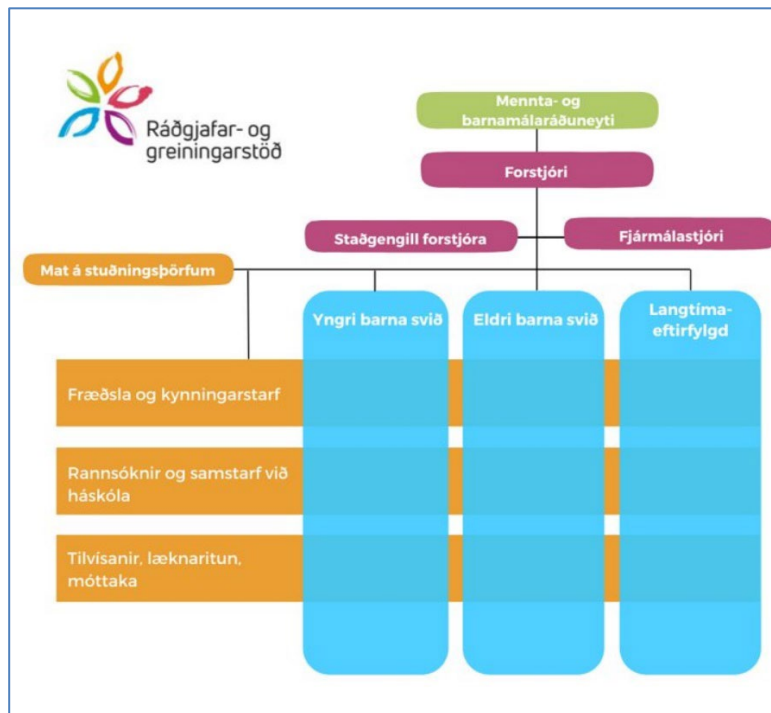 Ráðgjafar- og
greiningarstöð
Mennta- og
barnamálaráðuneyti
Forstjóri
Staðgengill forstjóra
Fjármálastjóri
Mat á stuðningsþörfum
Yngri barna svið
Eldri barna svið
Langtíma-
eftirfylgd
Fræðsla og kynningarstarf
Rannsóknir og samstarf við
háskóla
Tilvísanir, læknaritun,
móttaka